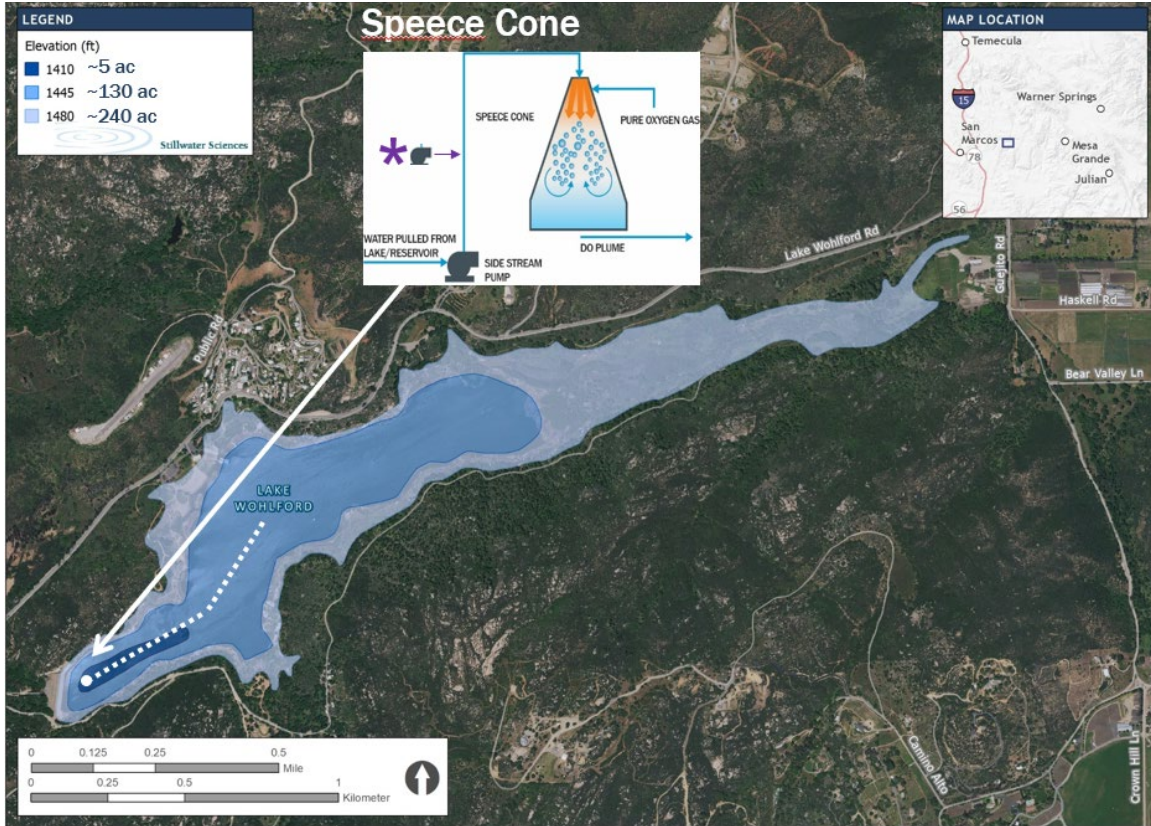 LEGEND
Elevation (ft)
1410 ~5 ac
1445 ~130 ac
1480 ~240 ac
Stillwater Sciences
Speece Cone
SPEECE CONE
PURE OXYGEN GAS
*
WATER PULLED FROM
LAKE/RESERVOIR
SIDE STREAM
PUMP
DO PLUME
MAP LOCATION
Temecula
15
Warner Springs
San
Marcos
78
Mesa
Grande
Julian
56
Lake Wohlford Rd
Guejito Rd
Haskell Rd
Bear Valley Ln
Public Rd
LAKE
WOHLFORD
Camino Alto
Crown Hill Ln
0 0.125 0.25 0.5
Mile
0 0.25 0.5 1
Kilometer